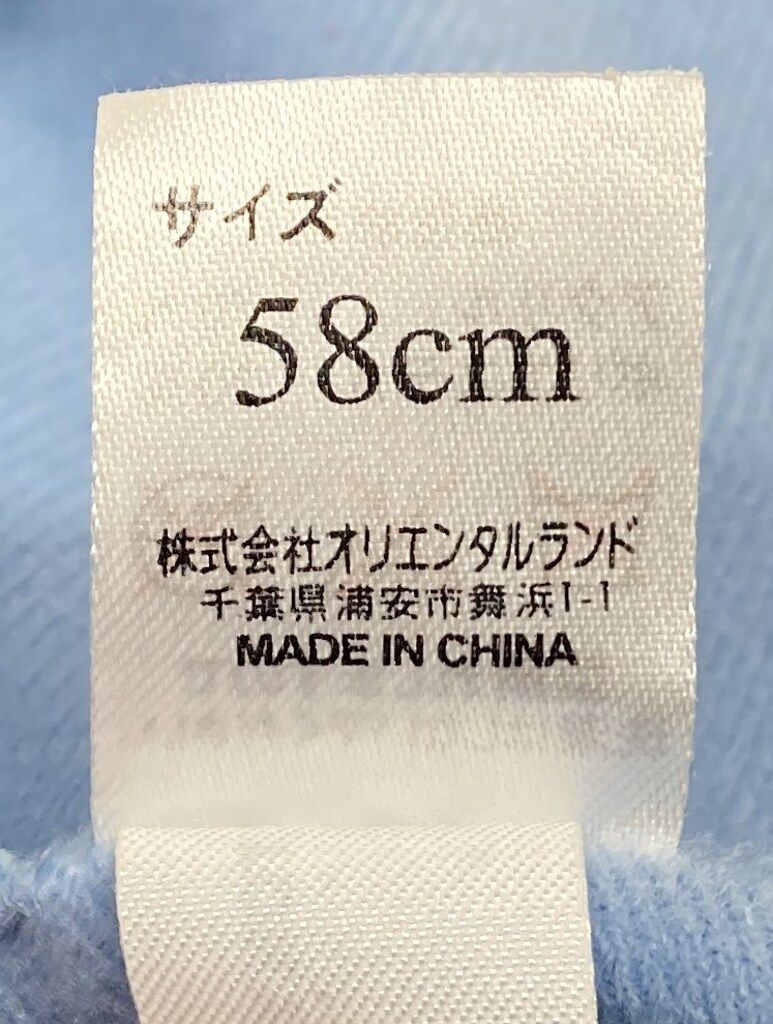 サイズ
58cm
株式会社オリエンタルランド
千葉県浦安市舞浜1-1
MADE IN CHINA